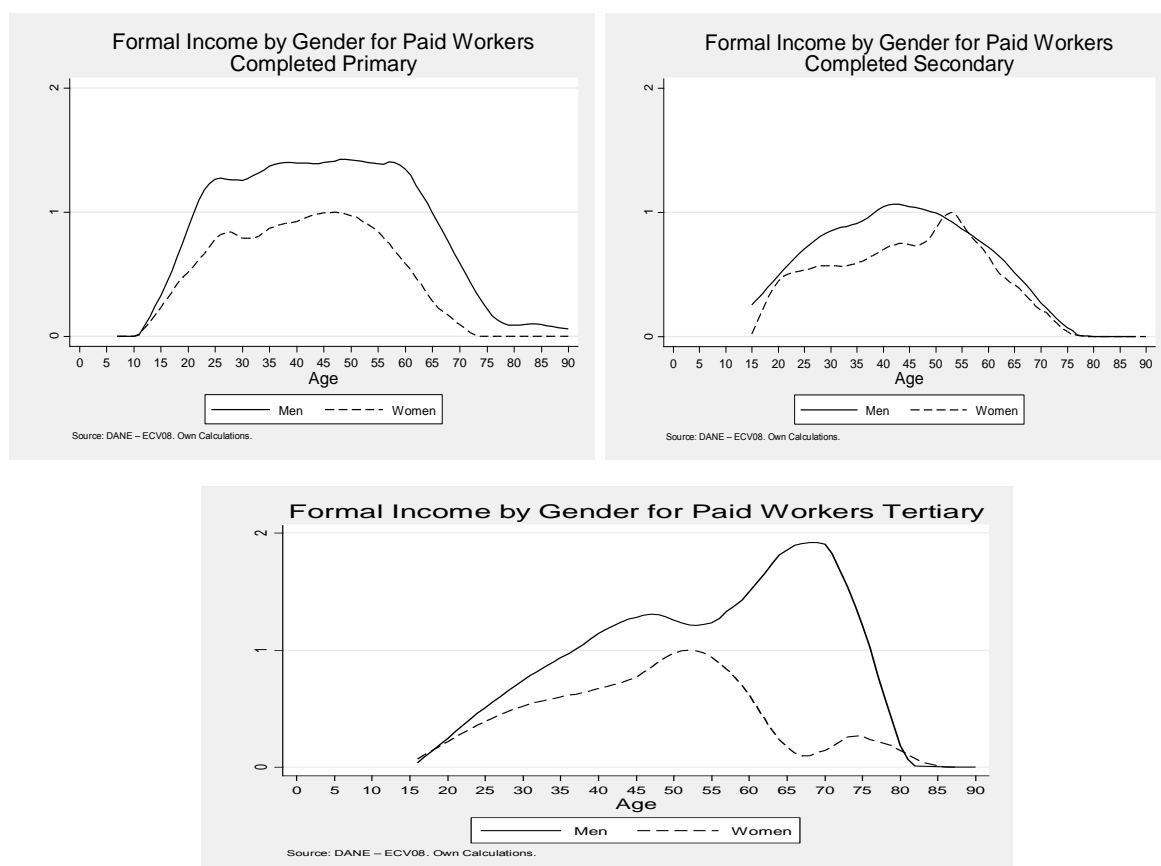 Formal Income by Gender for Paid Workers
Completed Primary
2
1
0
0 5 10 15 20 25 30 35 40 45 50 55 60 65 70 75 80 85 90
Age
Men Women
Source: DANE – ECV08. Own Calculations.
Formal Income by Gender for Paid Workers
Completed Secondary
2
1
0
0 5 10 15 20 25 30 35 40 45 50 55 60 65 70 75 80 85 90
Age
Men Women
Source: DANE – ECV08. Own Calculations.
Formal Income by Gender for Paid Workers Tertiary
2
1
0
0 5 10 15 20 25 30 35 40 45 50 55 60 65 70 75 80 85 90
Age
Men Women
Source: DANE – ECV08. Own Calculations.